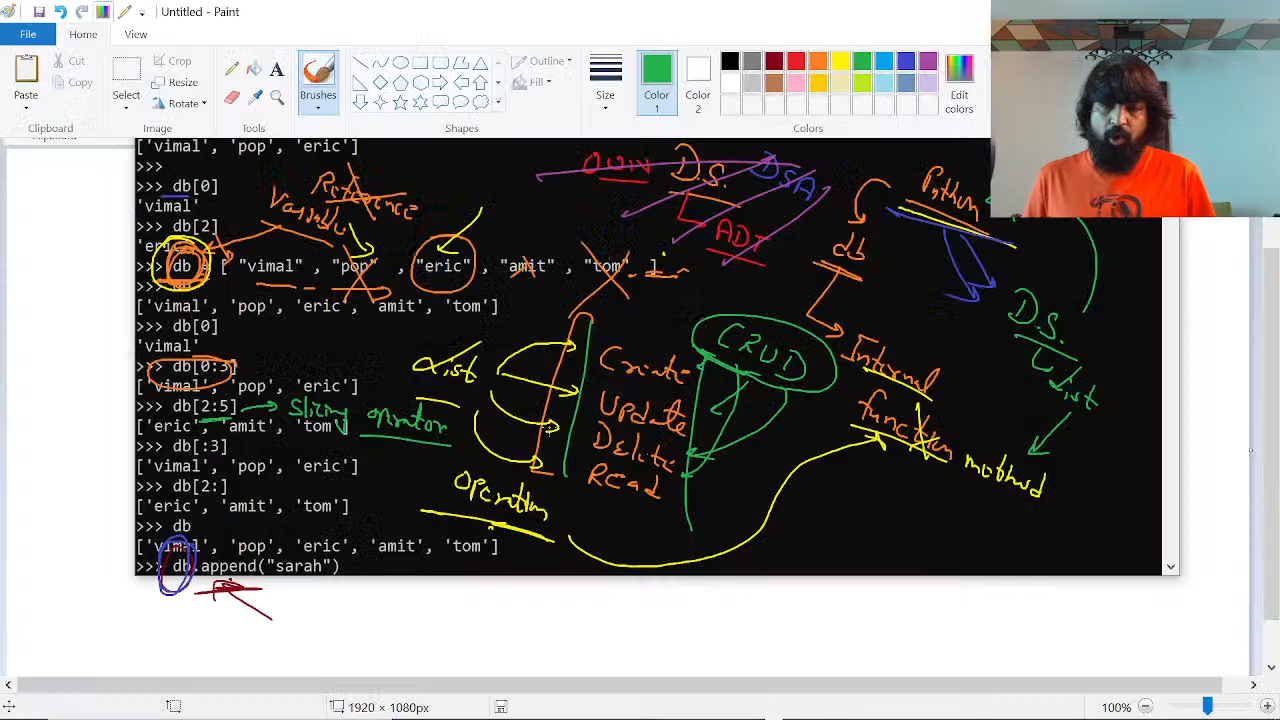 Untitled - Paint
File
Home
View
Paste
Cut
Copy
Clipboard
Select
Crop
Resize
Rotate
Image
Tools
Brushes
Shapes
Outline
Fill
Size
Color 1
Color 2
Edit colors
Colors
['vimal', 'pop', 'eric']
>>> db[0]
'vimal'
>>> db[2]
>>> db = [ "vimal" , "pop" , "eric" , "amit" , "tom" ]
>>> db
['vimal', 'pop', 'eric', 'amit', 'tom']
>>> db[0]
'vimal'
>>> db[0:3]
['vimal', 'pop', 'eric']
>>> db[2:5]
['eric', 'amit', 'tom']
>>> db[:3]
['vimal', 'pop', 'eric']
>>> db[2:]
['eric', 'amit', 'tom']
>>> db
['vimal', 'pop', 'eric', 'amit', 'tom']
>>> db.append("sarah")
Variable
Reference
OWN D.S.
DSA
ADT
Python
db
D.S.
List
CRUD
Internal
function
method
List
Create
Update
Delete
READ
operation
slicing operator
1920 × 1080px
100%